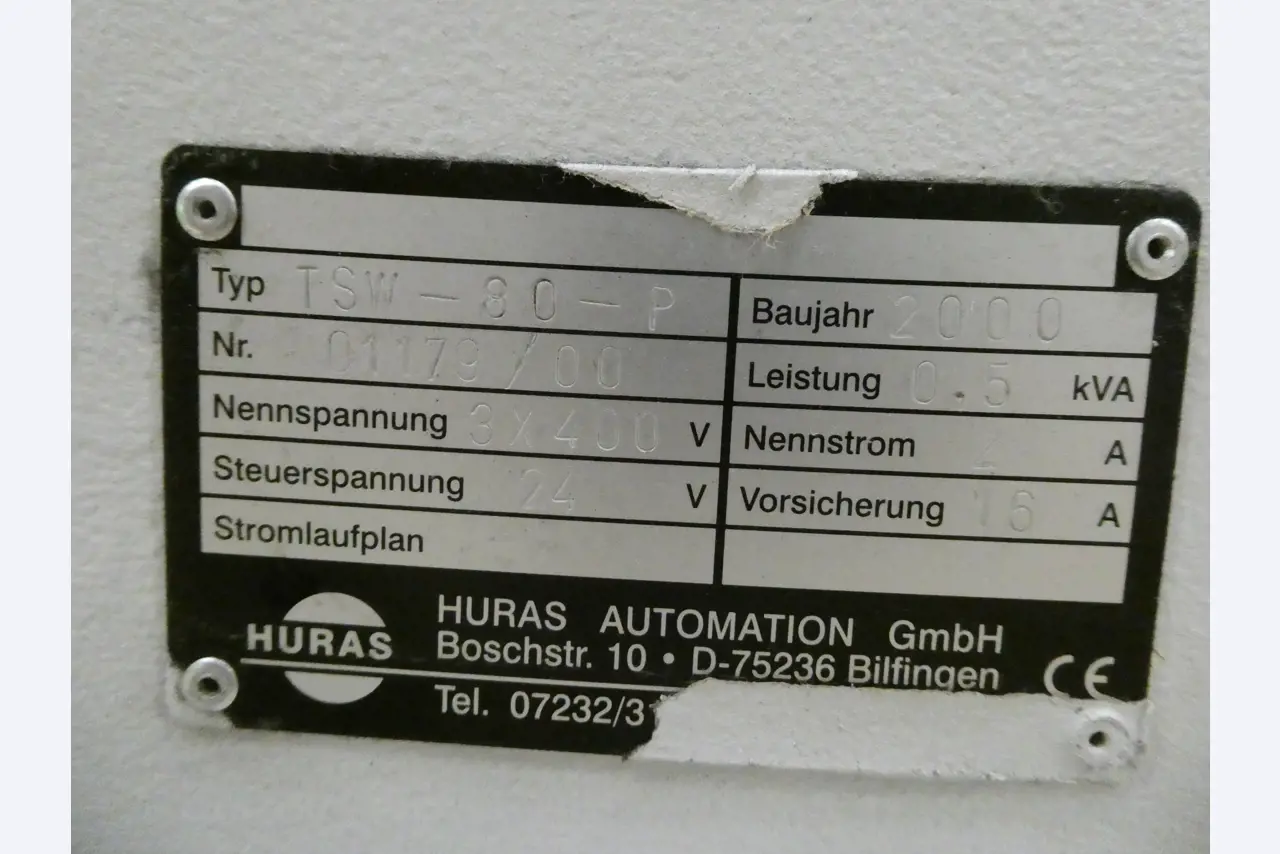 Typ TSW-80-P
Baujahr 2000
Nr. 01179/00
Leistung 0.5 kVA
Nennspannung 3X400 V
Nennstrom A
Steuerspannung 24 V
Vorsicherung 16 A
Stromlaufplan
HURAS
HURAS AUTOMATION GmbH
Boschstr. 10 • D-75236 Bilfingen
Tel. 07232/3
CE